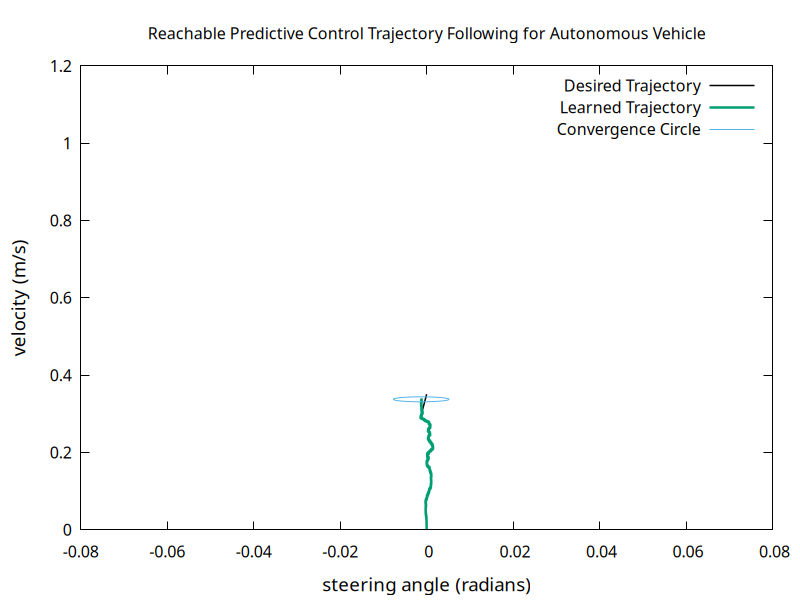 Reachable Predictive Control Trajectory Following for Autonomous Vehicle
Desired Trajectory
Learned Trajectory
Convergence Circle
1.2
1
0.8
0.6
0.4
0.2
0
velocity (m/s)
-0.08 -0.06 -0.04 -0.02 0 0.02 0.04 0.06 0.08
steering angle (radians)